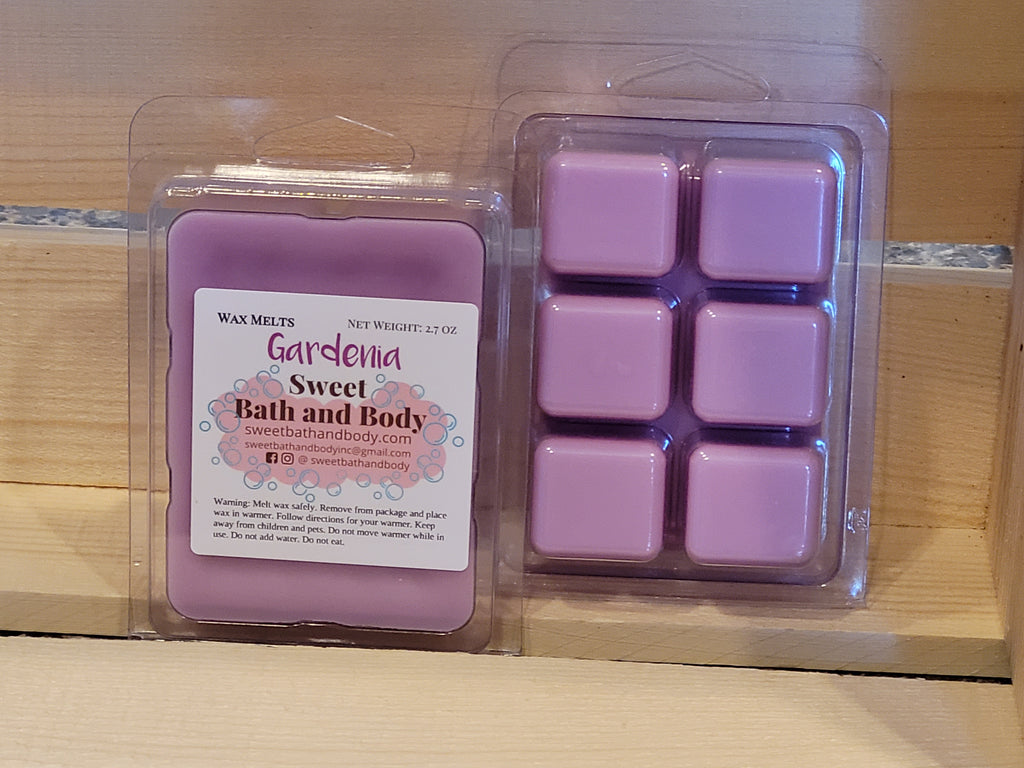 Wax Melts
Net Weight: 2.7 oz
Gardenia
Sweet
Bath and Body
sweetbathandbody.com
sweetbathandbodyinc@gmail.com
@ sweetbathandbody
Warning: Melt wax safely. Remove from package and place
wax in warmer. Follow directions for your warmer. Keep
away from children and pets. Do not move warmer while in
use. Do not add water. Do not eat.